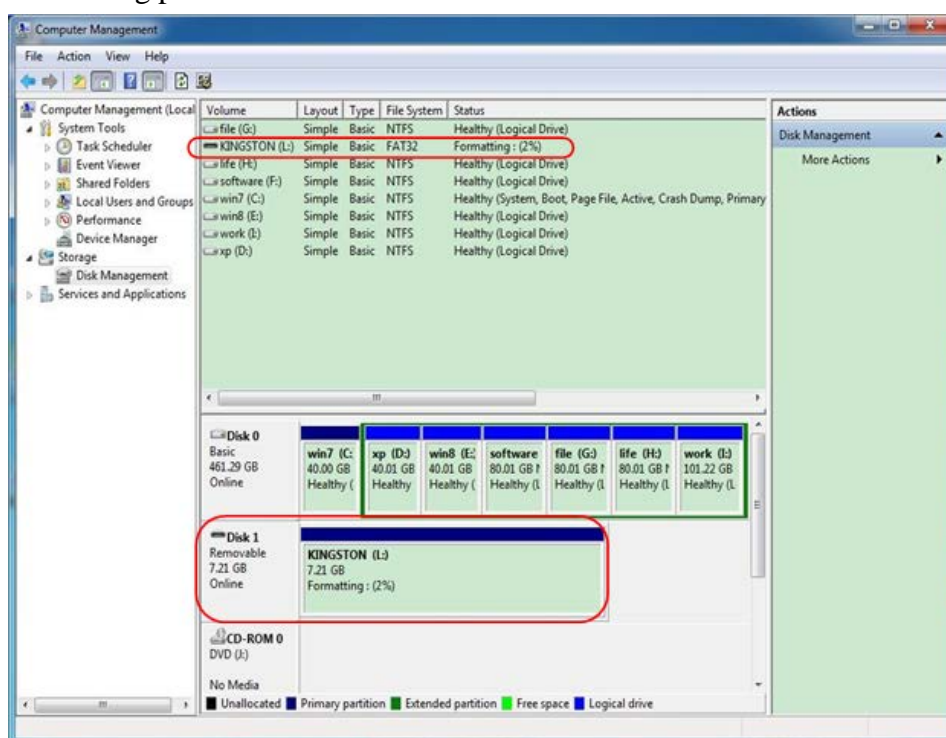 Computer Management
File Action View Help
Computer Management (Local
System Tools
Task Scheduler
Event Viewer
Shared Folders
Local Users and Groups
Performance
Device Manager
Storage
Disk Management
Services and Applications
Volume Layout Type File System Status
file (G:) Simple Basic NTFS Healthy (Logical Drive)
KINGSTON (L:) Simple Basic FAT32 Formatting : (2%)
life (H:) Simple Basic NTFS Healthy (Logical Drive)
software (F:) Simple Basic NTFS Healthy (Logical Drive)
win7 (C:) Simple Basic NTFS Healthy (System, Boot, Page File, Active, Crash Dump, Primary
win8 (E:) Simple Basic NTFS Healthy (Logical Drive)
work (I:) Simple Basic NTFS Healthy (Logical Drive)
xp (D:) Simple Basic NTFS Healthy (Logical Drive)
Actions
Disk Management
More Actions
Disk 0
Basic
461.29 GB
Online
win7 (C:
40.00 GB
Healthy (
xp (D:)
40.01 GB
Healthy
win8 (E:
40.01 GB
Healthy (
software
80.01 GB N
Healthy (L
file (G:)
80.01 GB N
Healthy (L
life (H:)
80.01 GB N
Healthy (L
work (I:)
101.22 GB
Healthy (L
Disk 1
Removable
7.21 GB
Online
KINGSTON (L:)
7.21 GB
Formatting : (2%)
CD-ROM 0
DVD (J:)
No Media
Unallocated Primary partition Extended partition Free space Logical drive